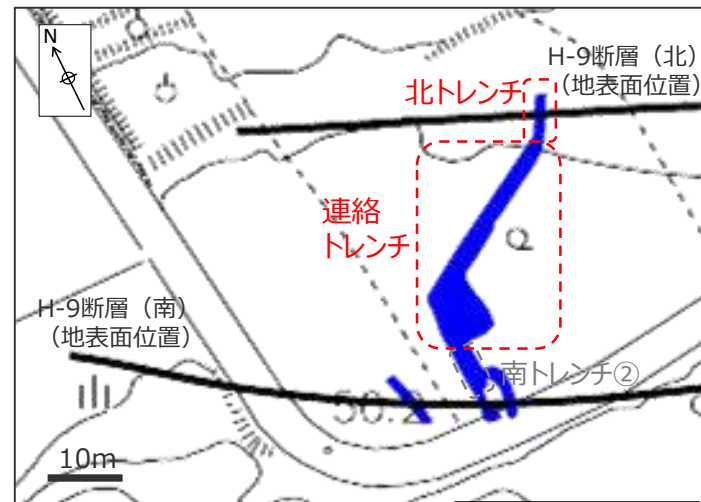 N
H-9断層（北）
（地表面位置）
北トレンチ
連絡
トレンチ
H-9断層（南）
（地表面位置）
南トレンチ②
50.2
10m